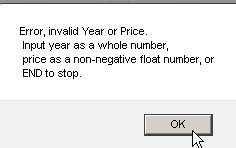 Error, invalid Year or Price.
Input year as a whole number,
price as a non-negative float number, or
END to stop.
OK